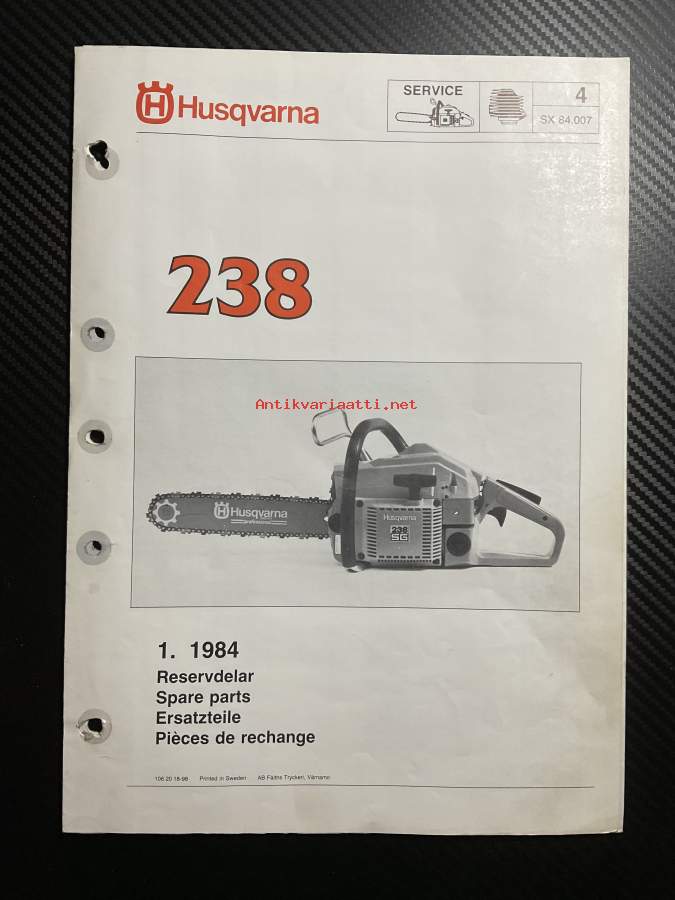 Husqvarna
SERVICE
4
SX 84.007
238
Antikvariaatti.net
Husqvarna
professional
Husqvarna
238
SG
1. 1984
Reservdelar
Spare parts
Ersatzteile
Pièces de rechange
106 20 18-98 Printed in Sweden AB Fälths Tryckeri, Värnamo